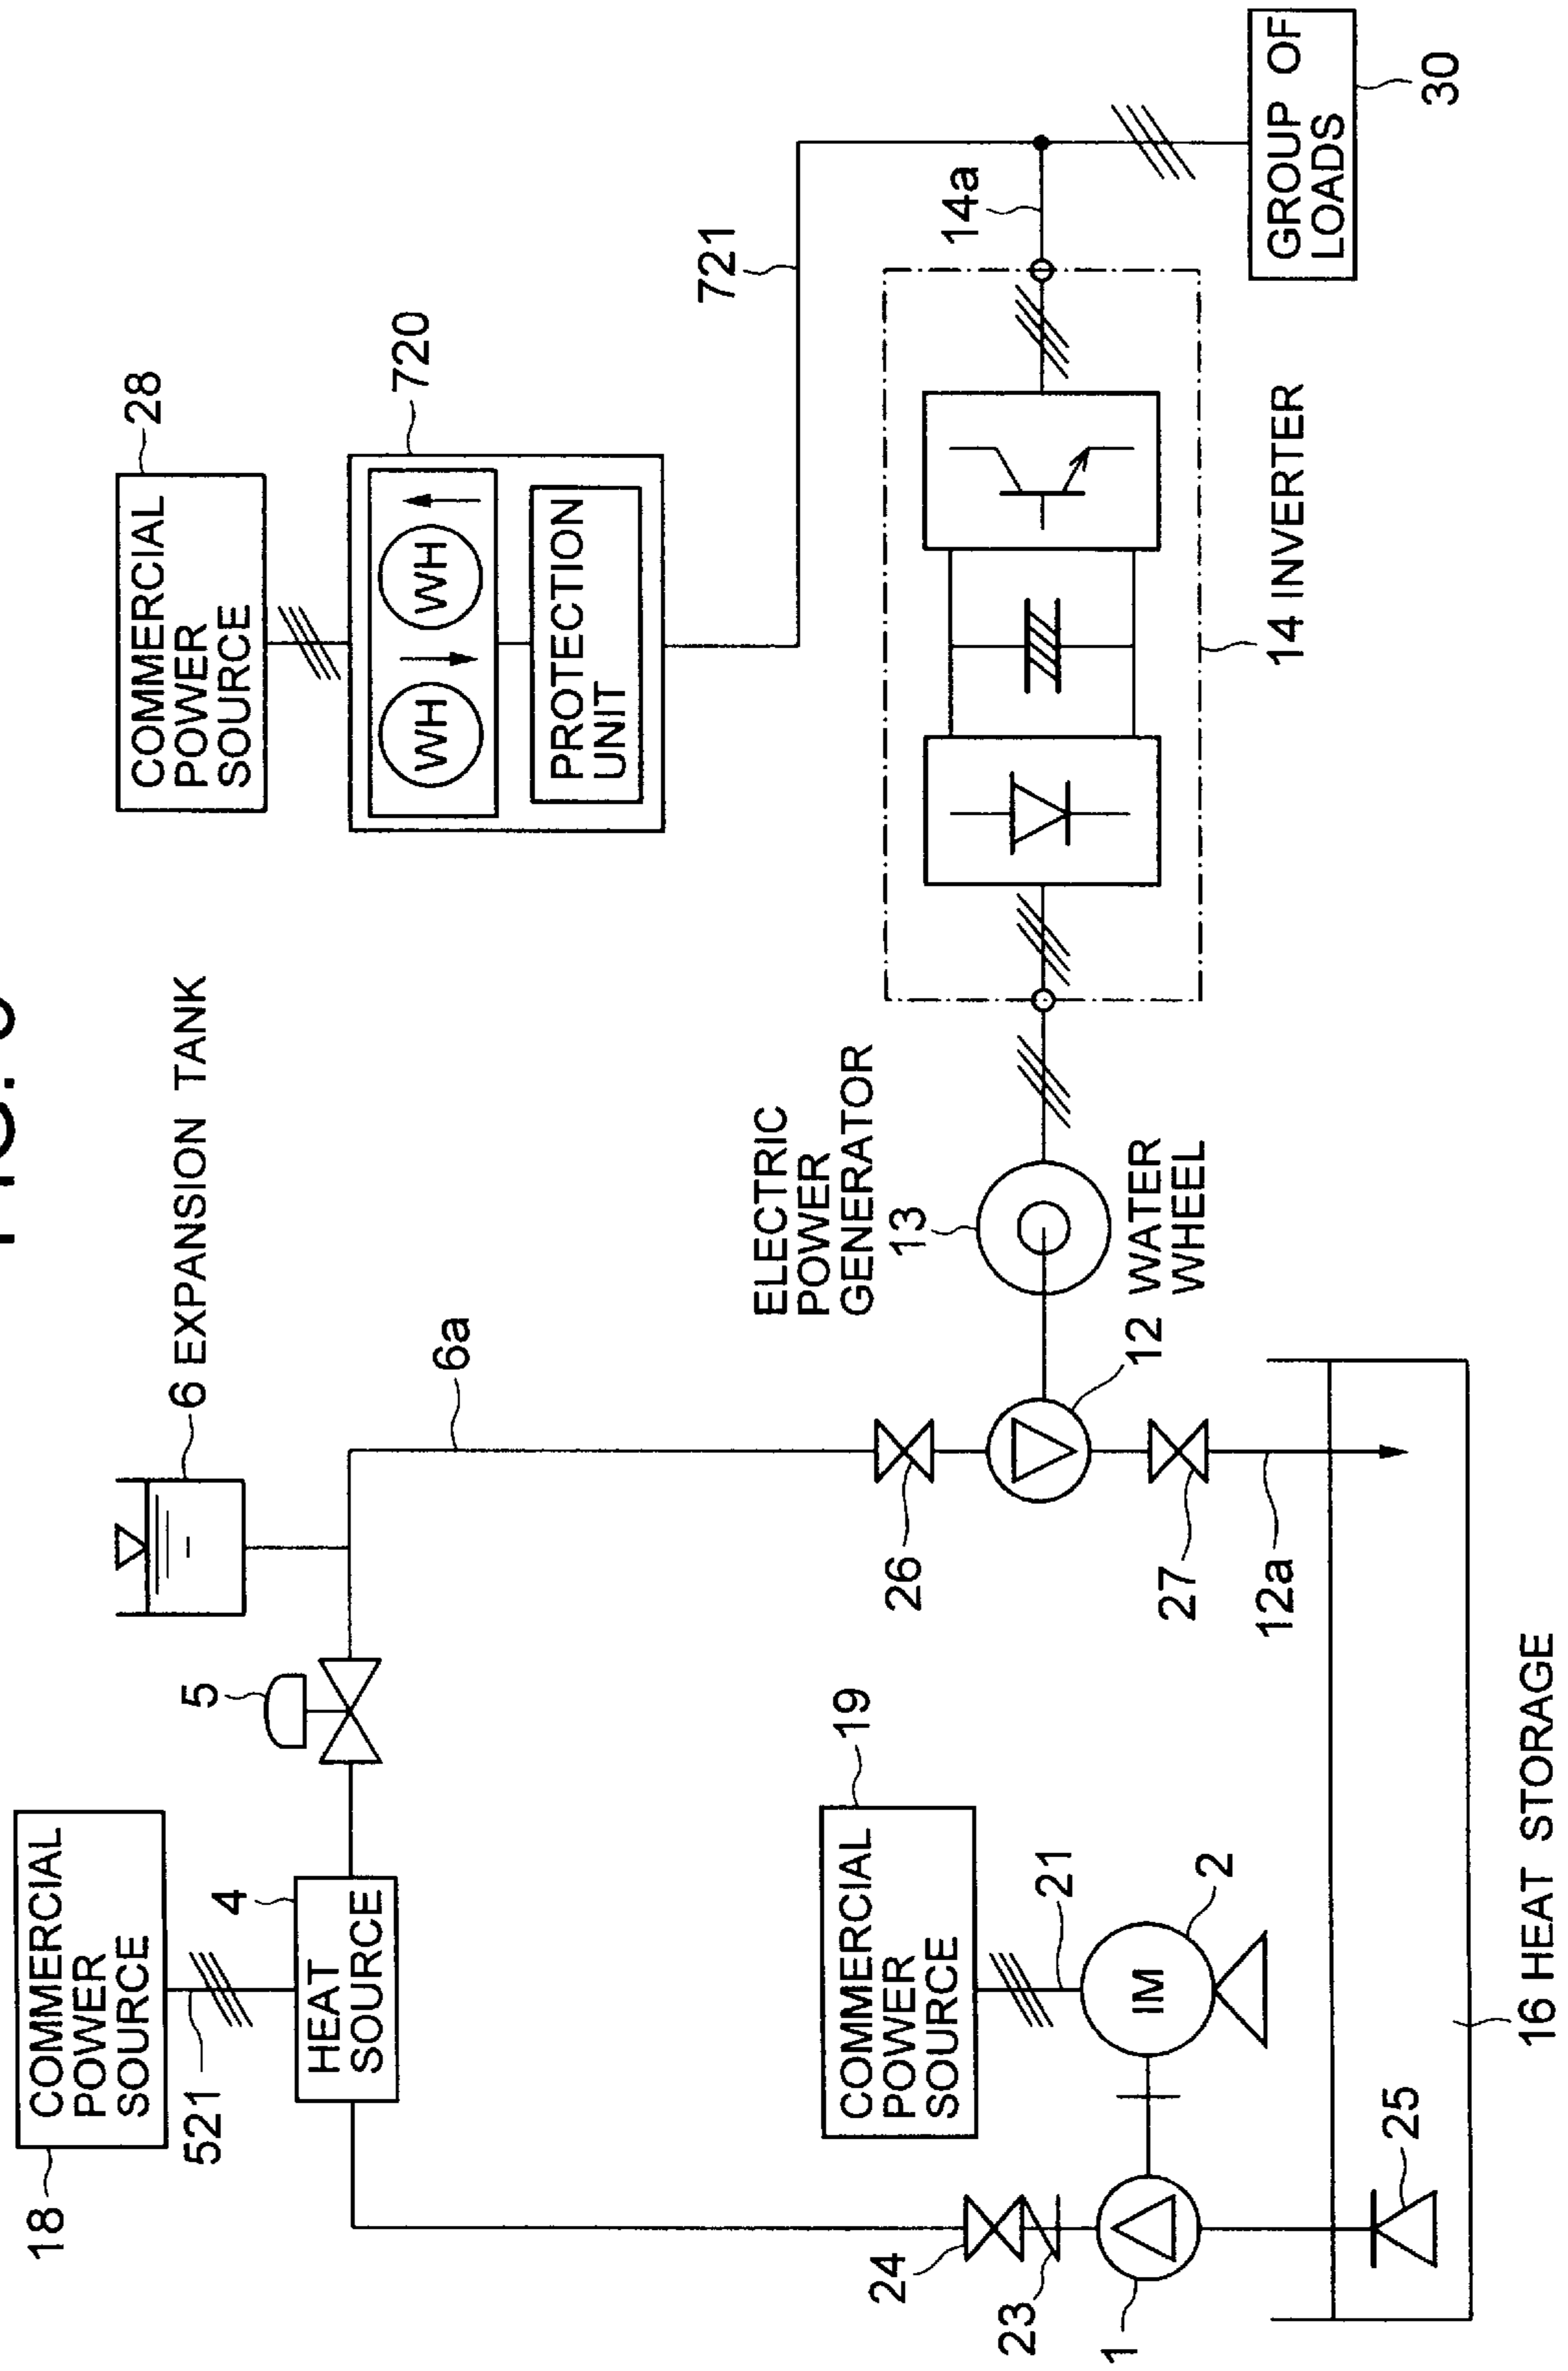 18
COMMERCIAL
POWER
SOURCE
521
4
HEAT
SOURCE
5
6 EXPANSION TANK
6a
COMMERCIAL
POWER
SOURCE
28
720
WH
WH
PROTECTION
UNIT
721
COMMERCIAL
POWER
SOURCE
19
21
2
IM
24
23
1
25
26
27
12a
ELECTRIC
POWER
GENERATOR
13
12 WATER
WHEEL
14a
14 INVERTER
GROUP OF
LOADS
30
16 HEAT STORAGE